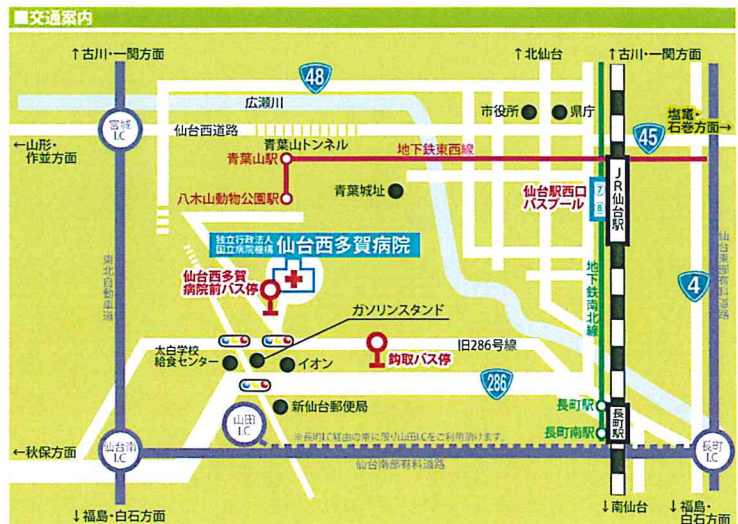 ■交通案内
↑古川・一関方面
↑北仙台
↑古川・一関方面
48
広瀬川
市役所
県庁
塩竈・
石巻方面→
宮城
I.C
仙台西道路
45
←山形・
作並方面
青葉山トンネル
青葉山駅
地下鉄東西線
八木山動物公園駅
青葉城址
仙台駅西口
バスプール
⑦
⑧
JR仙台駅
独立行政法人
国立病院機構
仙台西多賀病院
東北自動車道
仙台東部有料道路
仙台西多賀
病院前バス停
地下鉄南北線
4
ガソリンスタンド
太白学校
給食センター
イオン
鈎取バス停
旧286号線
286
新仙台郵便局
山田
I.C
長町駅
長町駅
※長町I.C経由の車に限り山田I.Cをご利用頂けます。
長町南駅
←秋保方面
仙台南
I.C
仙台南部有料道路
長町
I.C
↓福島・白石方面
↓南仙台
↓福島・
白石方面